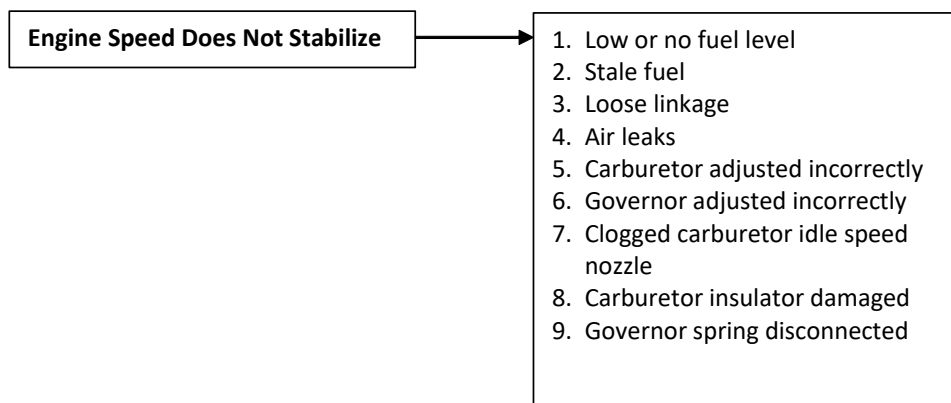 Engine Speed Does Not Stabilize
1. Low or no fuel level
2. Stale fuel
3. Loose linkage
4. Air leaks
5. Carburetor adjusted incorrectly
6. Governor adjusted incorrectly
7. Clogged carburetor idle speed
nozzle
8. Carburetor insulator damaged
9. Governor spring disconnected